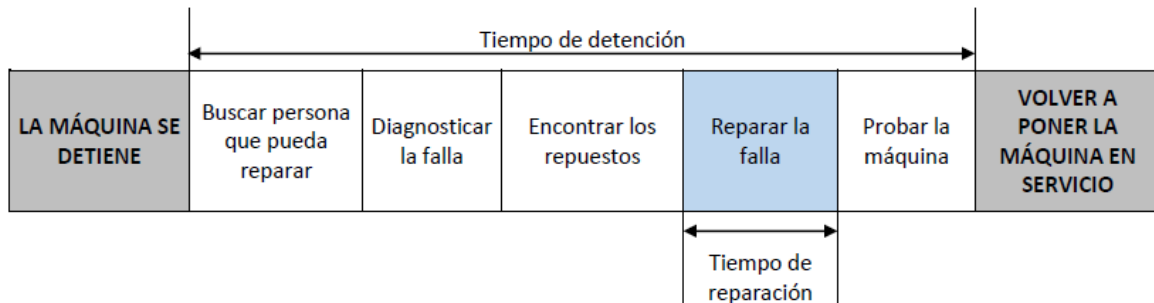 Tiempo de detención
LA MÁQUINA SE
DETIENE
Buscar persona
que pueda
reparar
Diagnosticar
la falla
Encontrar los
repuestos
Reparar la
falla
Probar la
máquina
VOLVER A
PONER LA
MÁQUINA EN
SERVICIO
Tiempo de
reparación